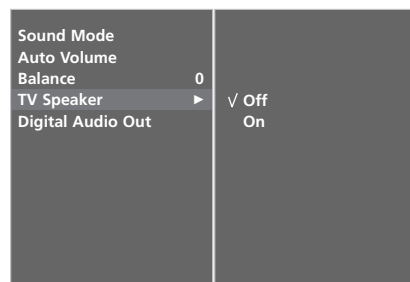 Sound Mode
Auto Volume
Balance 0
TV Speaker ►
Digital Audio Out
√ Off
On